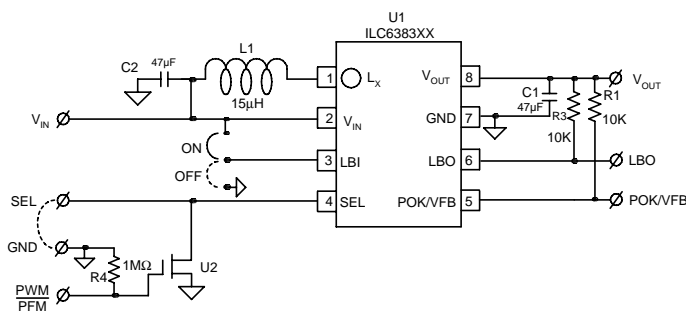 U1
ILC6383XX
C2
47µF
L1
15µH
1
LX
VOUT
8
VOUT
VIN
2
VIN
GND
7
C1
47µF
R3
10K
R1
10K
ON
OFF
3
LBI
LBO
6
LBO
SEL
4
SEL
POK/VFB
5
POK/VFB
GND
R4
1MΩ
U2
PWM
PFM